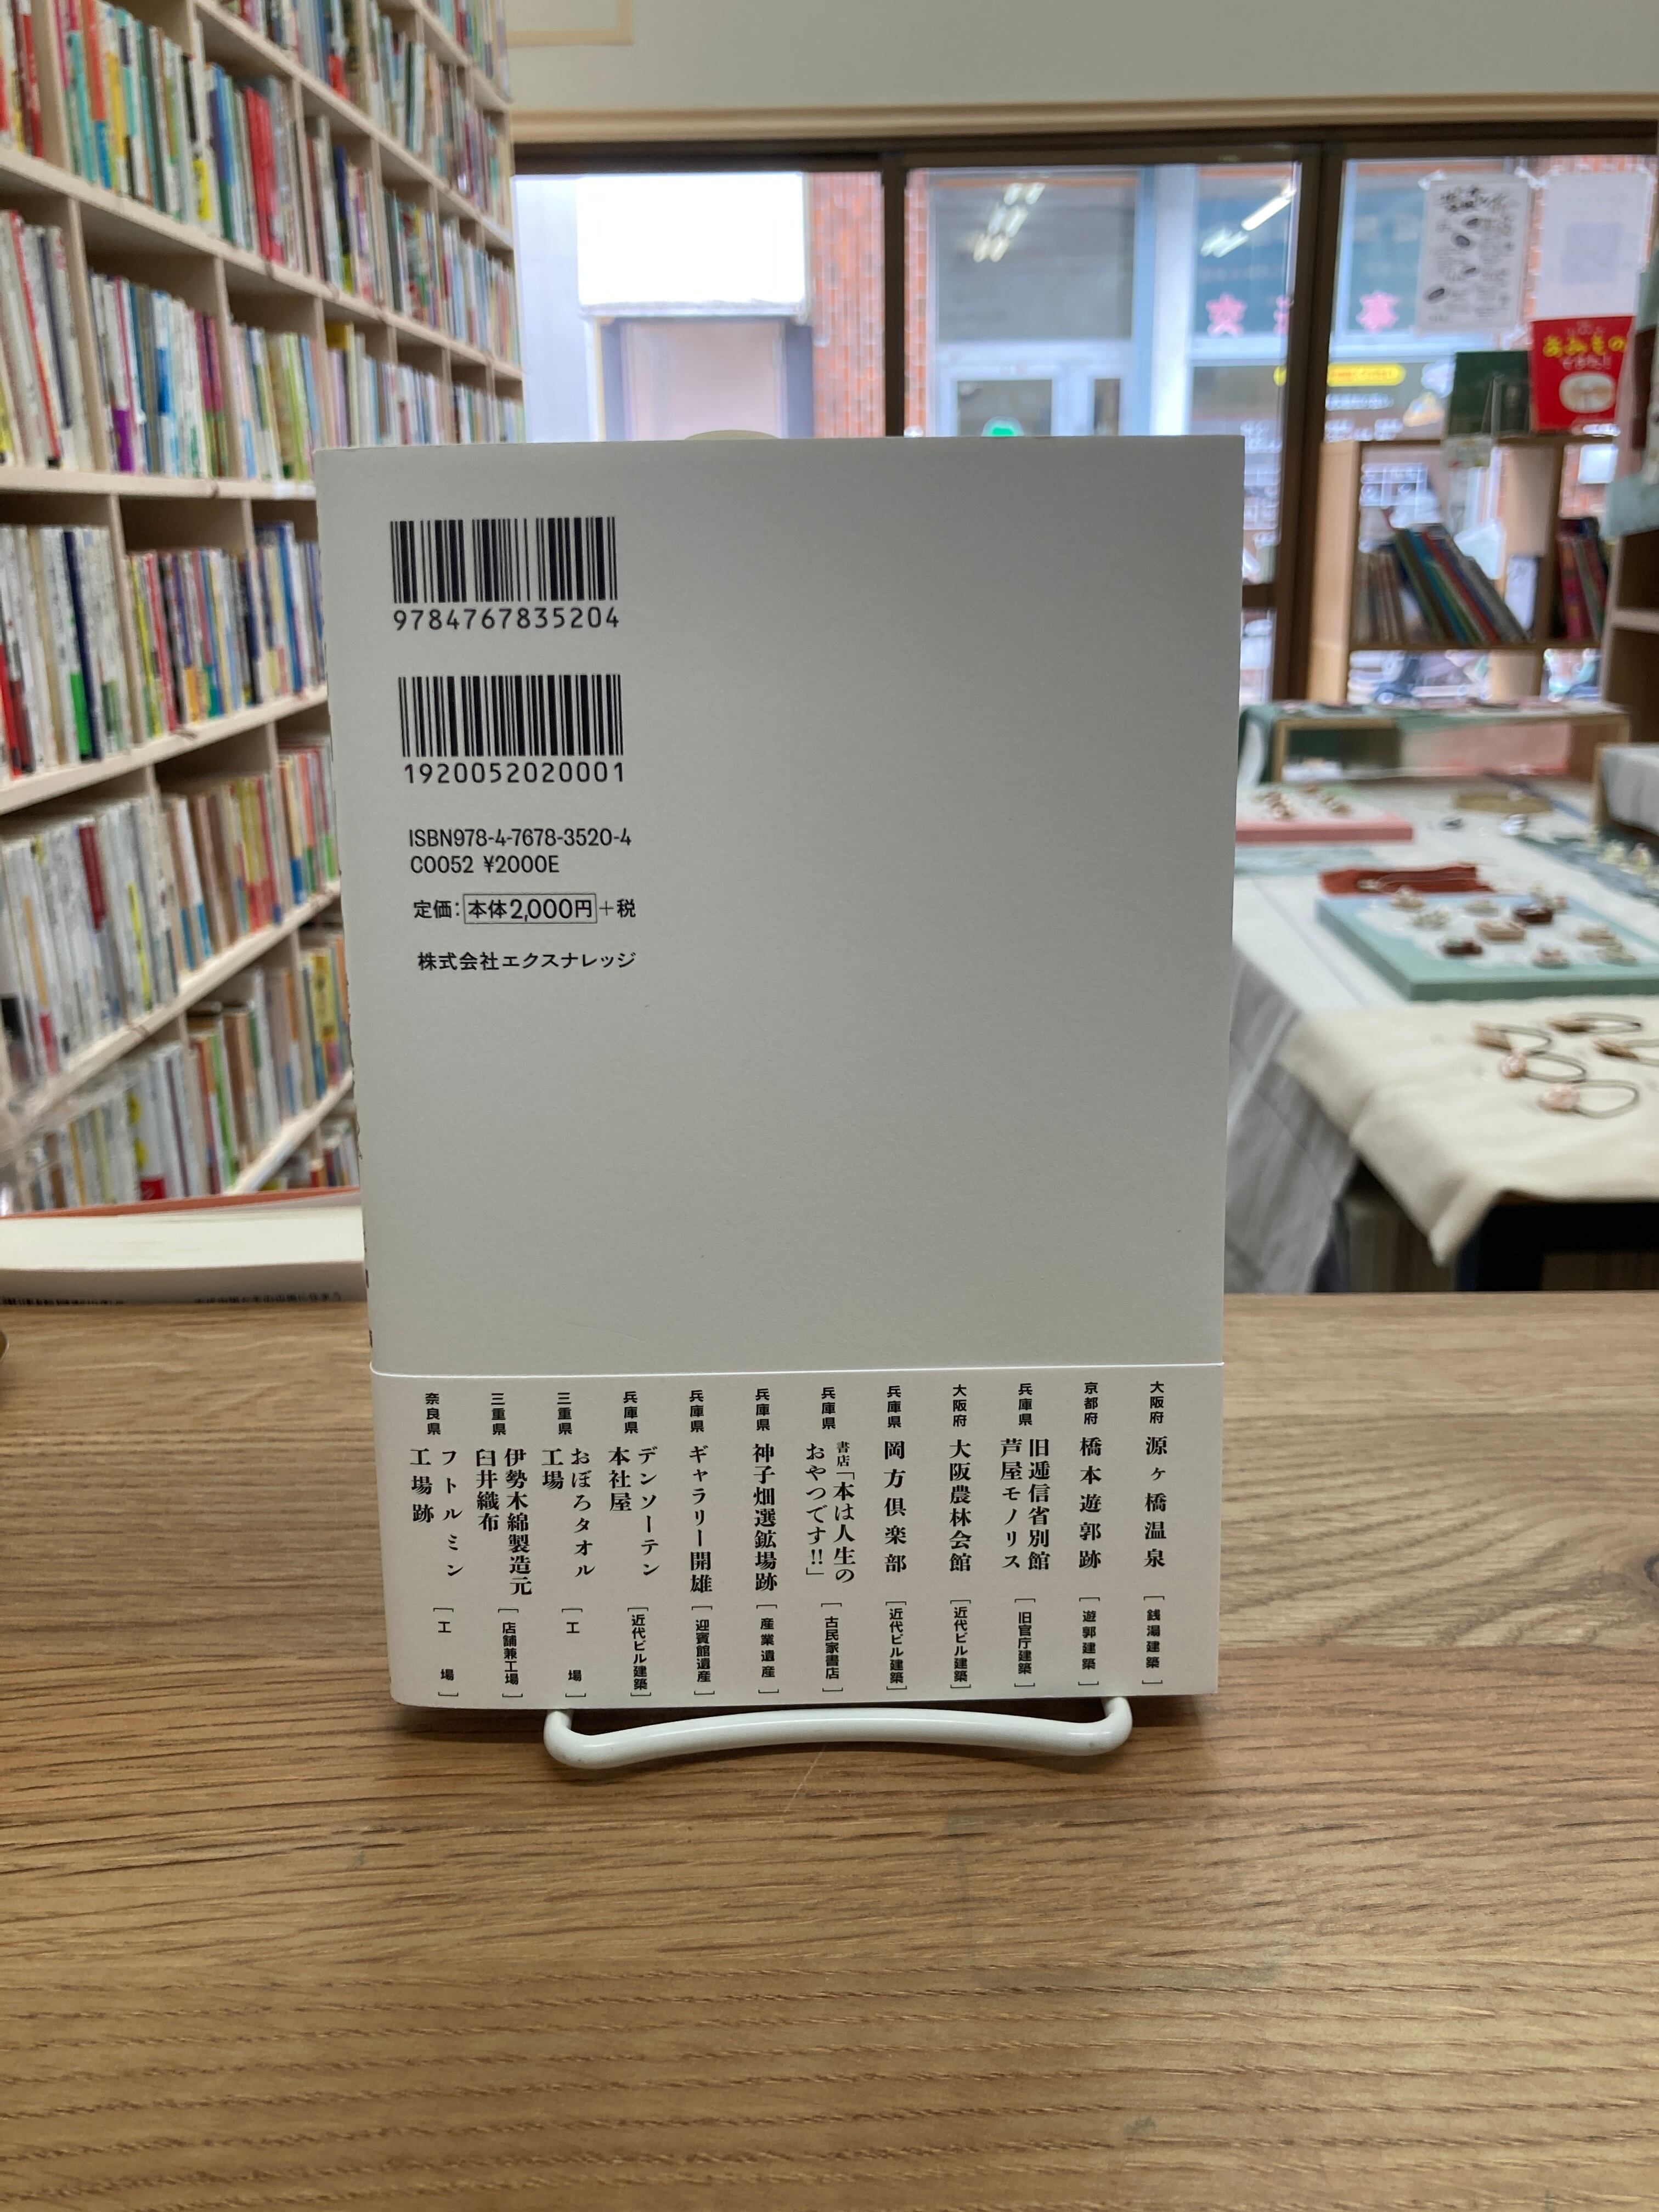 9784767835204
1920052020001
ISBN978-4-7678-3520-4
C0052 ¥2000E
定価：本体2,000円+税
株式会社エクスナレッジ
大阪府 源ヶ橋温泉 [銭湯建築]
京都府 橋本遊郭跡 [遊郭建築]
兵庫県 旧逓信省別館
芦屋モノリス [旧官庁建築]
大阪府 大阪農林会館 [近代ビル建築]
兵庫県 岡方倶楽部 [近代ビル建築]
兵庫県 書店「本は人生の
おやつです!!」 [古民家書店]
兵庫県 神子畑選鉱場跡 [産業遺産]
兵庫県 ギャラリー開雄 [迎賓館遺産]
兵庫県 デンソーテン
本社屋 [近代ビル建築]
三重県 おぼろタオル
工場 [工場]
三重県 伊勢木綿製造元
臼井織布 [店舗兼工場]
奈良県 フトルミン
工場跡 [工場]
あみもの